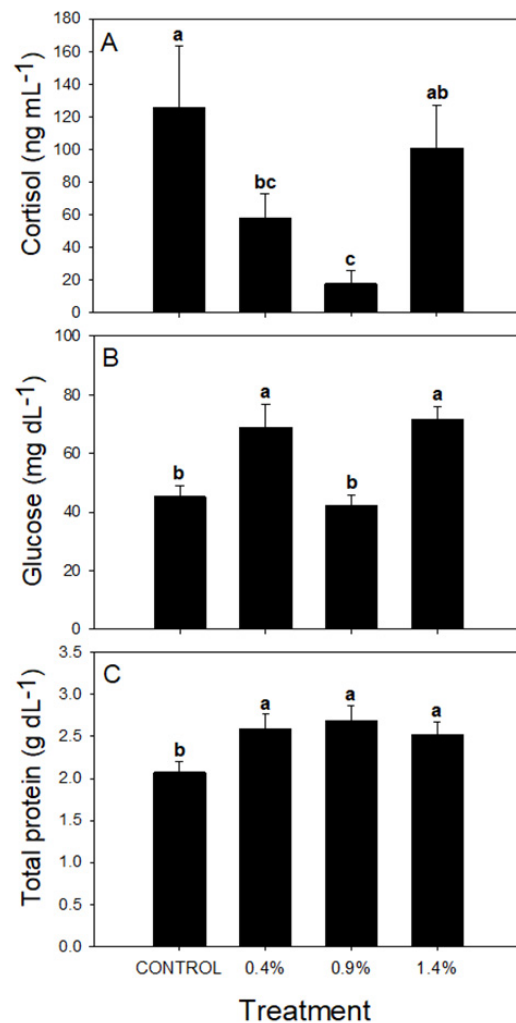 A
Cortisol (ng mL-1)
180
160
140
120
100
80
60
40
20
0
a
bc
c
ab
B
Glucose (mg dL-1)
100
80
60
40
20
0
b
a
b
a
C
Total protein (g dL-1)
3.5
3.0
2.5
2.0
1.5
1.0
0.5
0.0
b
a
a
a
CONTROL 0.4% 0.9% 1.4%
Treatment